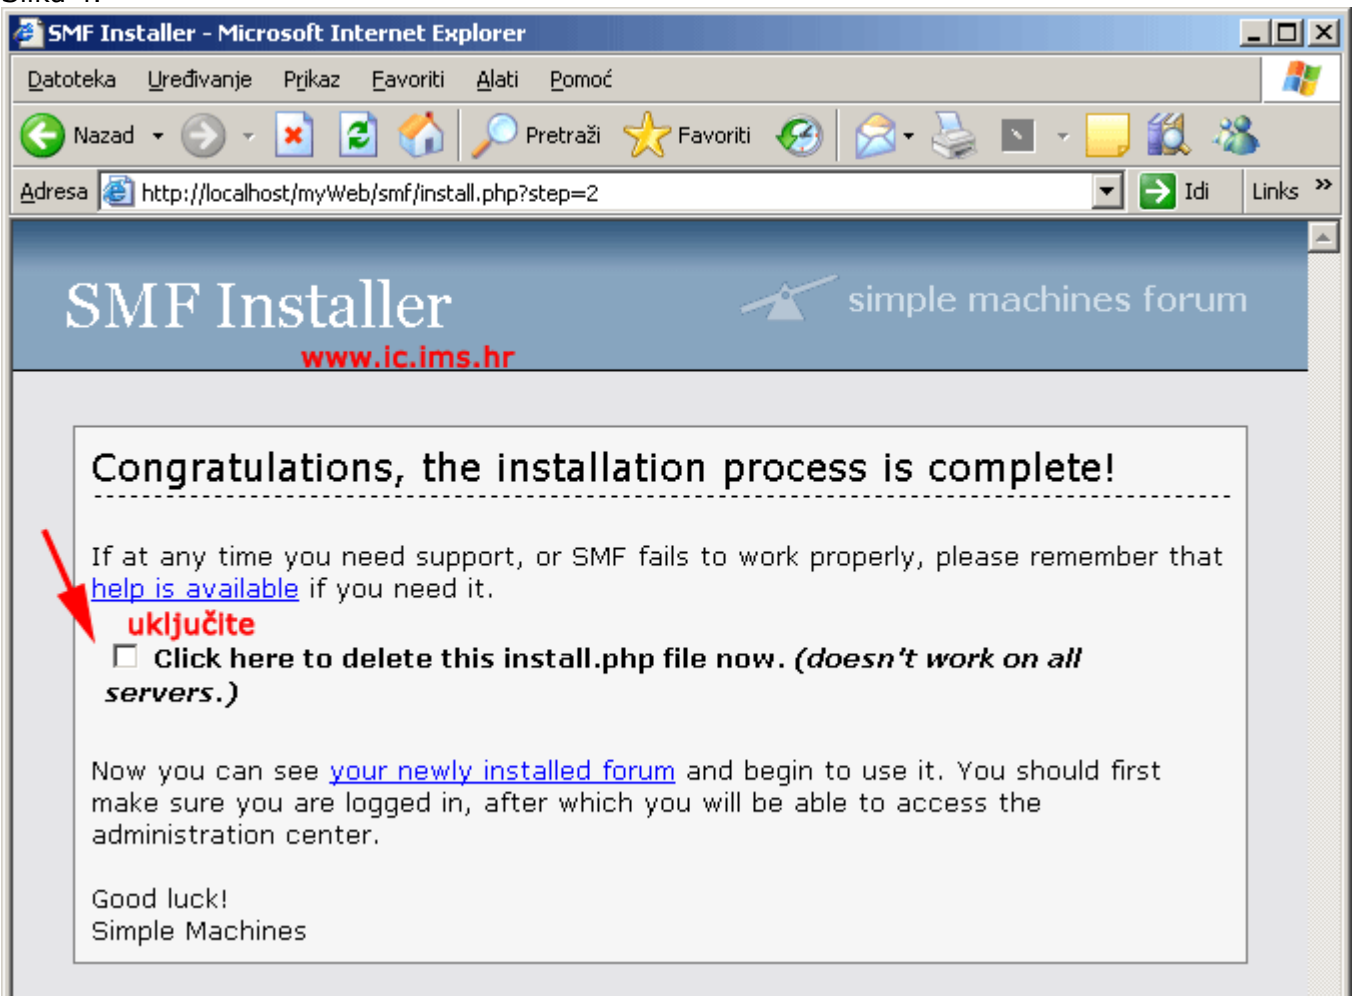 SMF Installer - Microsoft Internet Explorer
Datoteka Uređivanje Prikaz Favoriti Alati Pomoć
Nazad Pretraži Favoriti
Adresa http://localhost/myWeb/smf/install.php?step=2 Idi Links »
SMF Installer simple machines forum
www.ic.ims.hr
Congratulations, the installation process is complete!
If at any time you need support, or SMF fails to work properly, please remember that
help is available if you need it.
uključite
Click here to delete this install.php file now. (doesn't work on all
servers.)
Now you can see your newly installed forum and begin to use it. You should first
make sure you are logged in, after which you will be able to access the
administration center.
Good luck!
Simple Machines